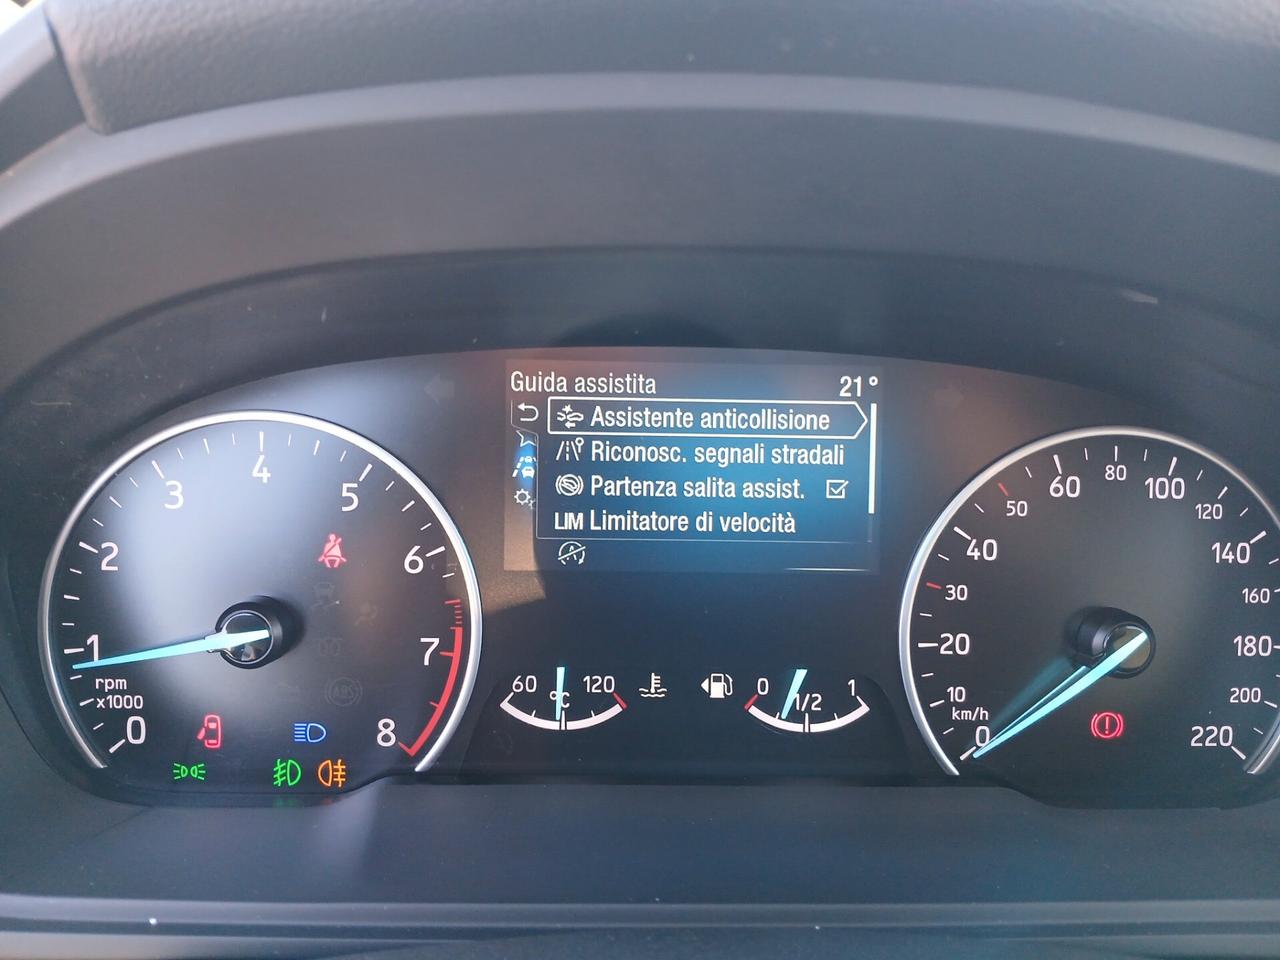 Guida assistita 21°
Assistente anticollisione
Riconosc. segnali stradali
Partenza salita assist.
LIM Limitatore di velocità
0
1
2
3
4
5
6
7
8
rpm
x1000
ABS
60 °C 120
0 1/2 1
0
10
20
30
40
50
60
80
100
120
140
160
180
200
220
km/h